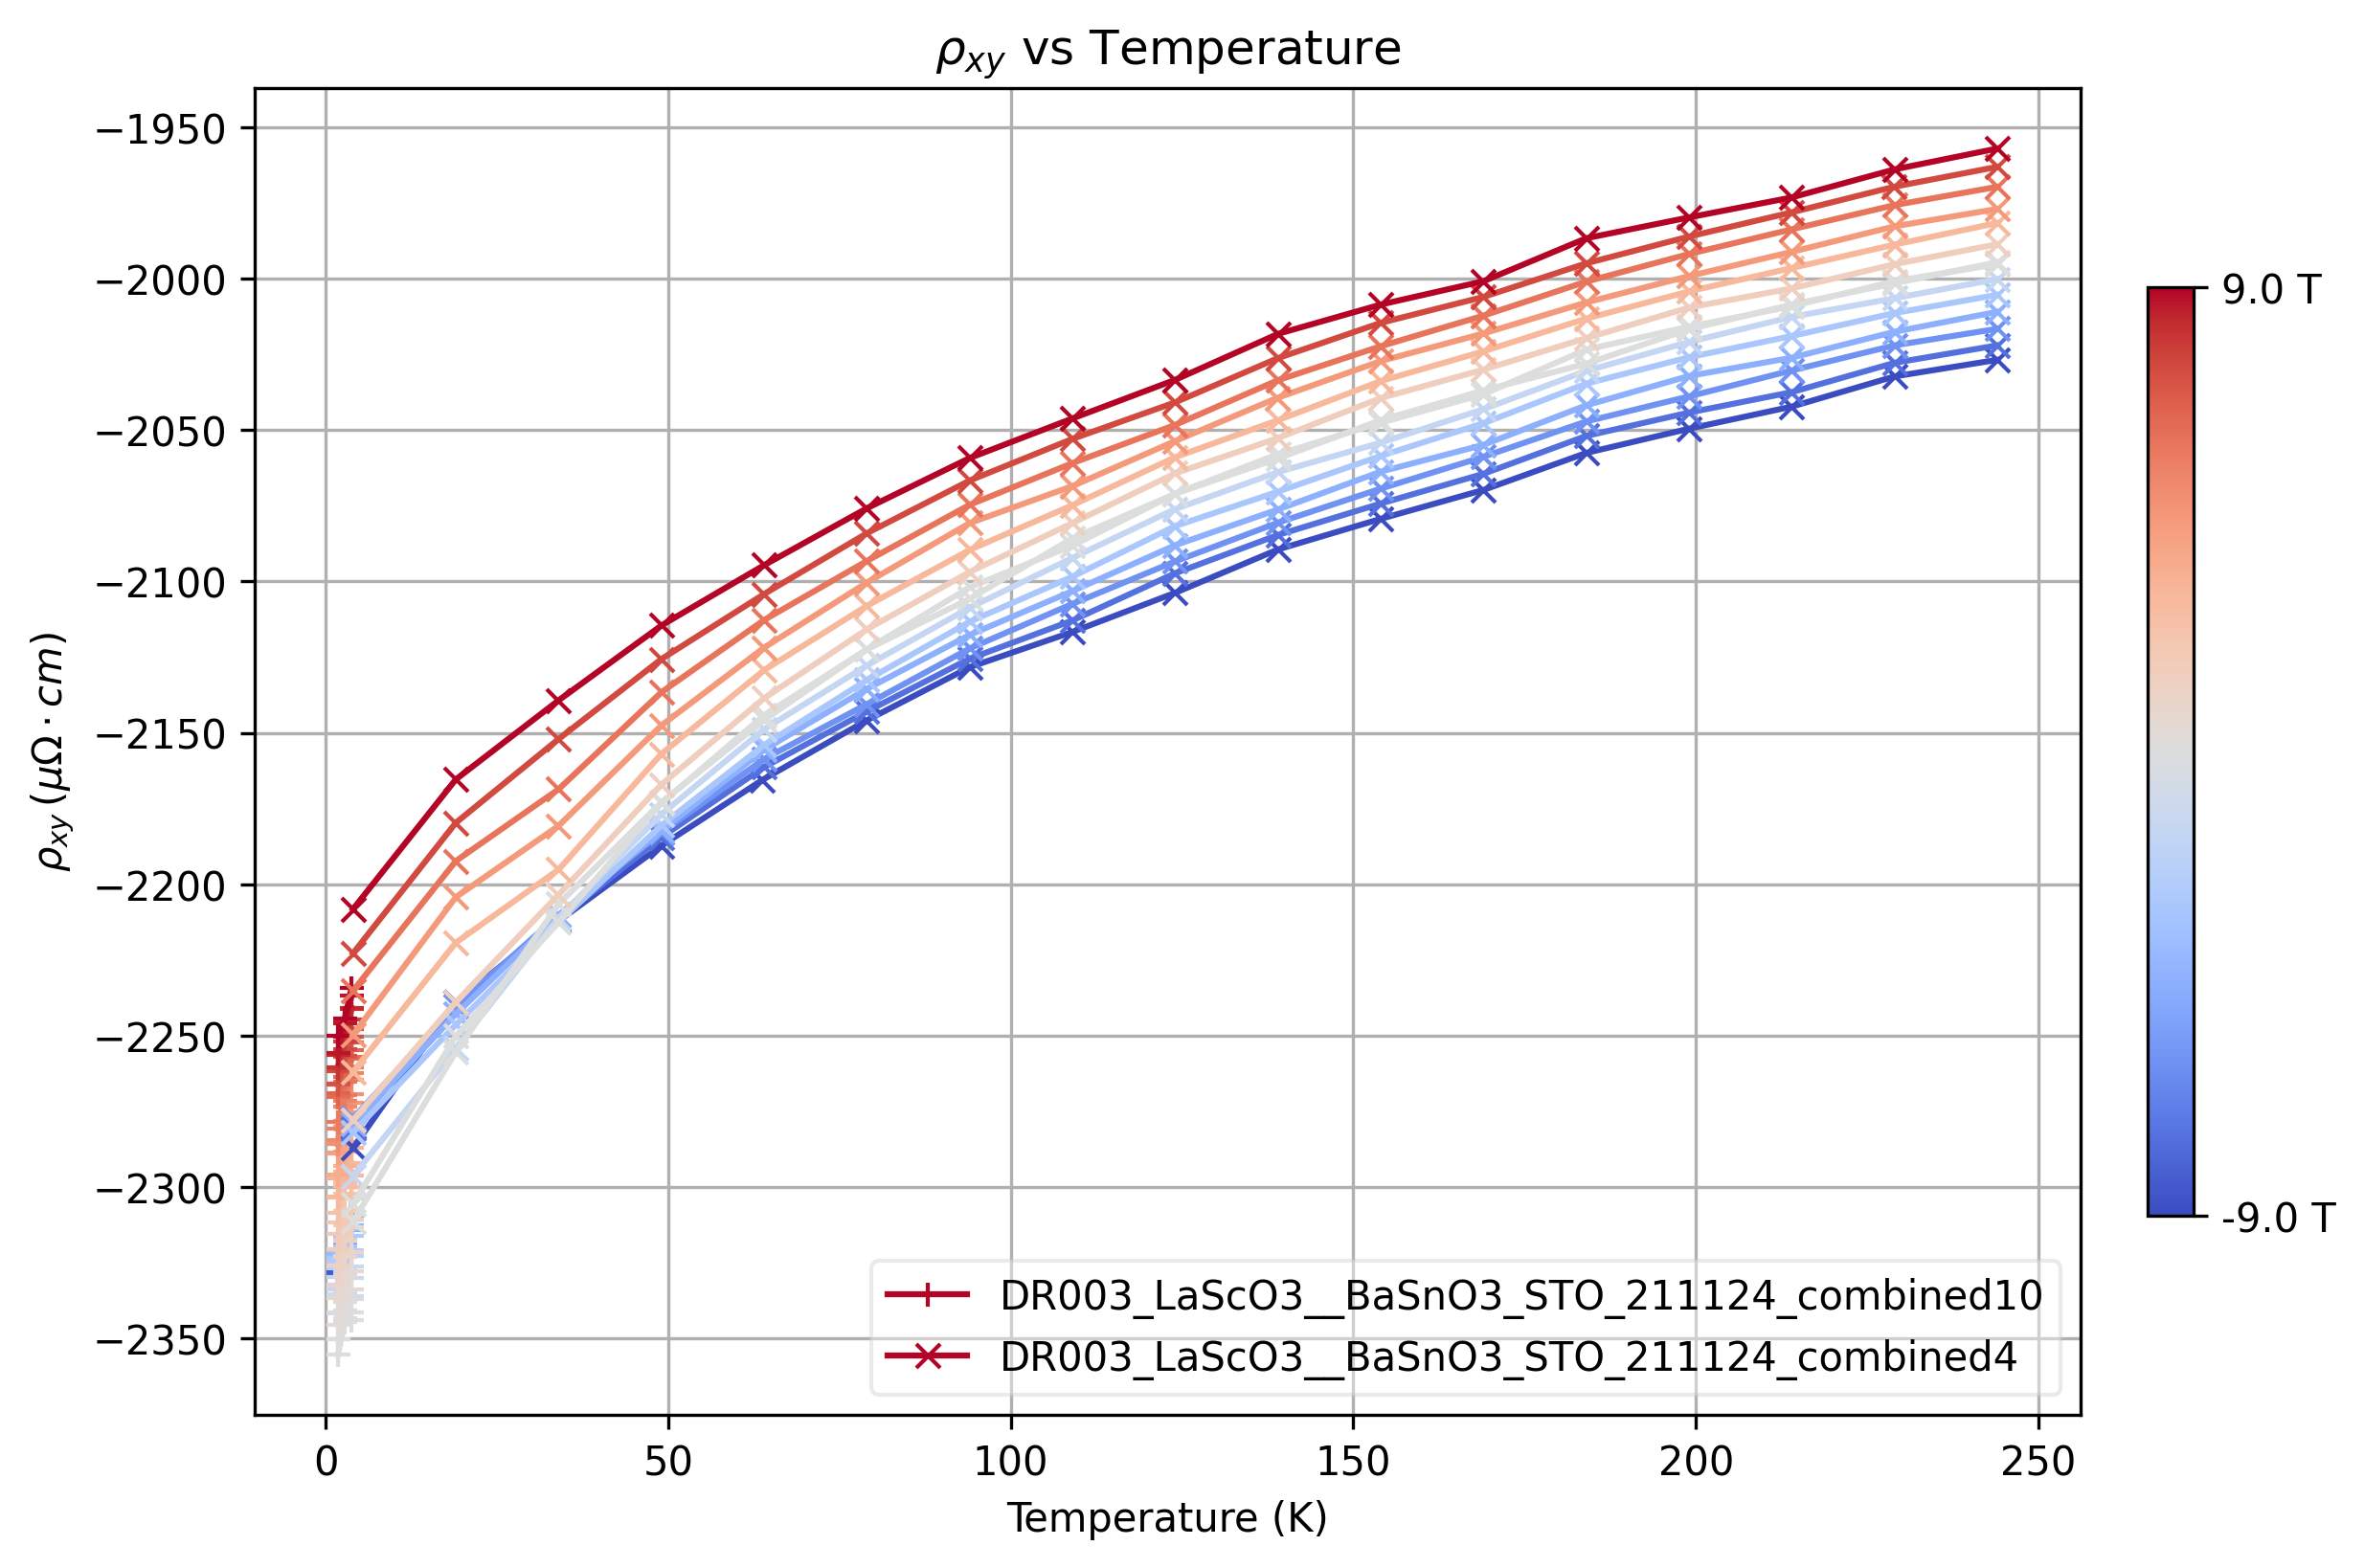 ρxy vs Temperature
ρxy (μΩ · cm)
−1950
−2000
−2050
−2100
−2150
−2200
−2250
−2300
−2350
0 50 100 150 200 250
Temperature (K)
DR003_LaScO3__BaSnO3_STO_211124_combined10
DR003_LaScO3__BaSnO3_STO_211124_combined4
9.0 T
-9.0 T